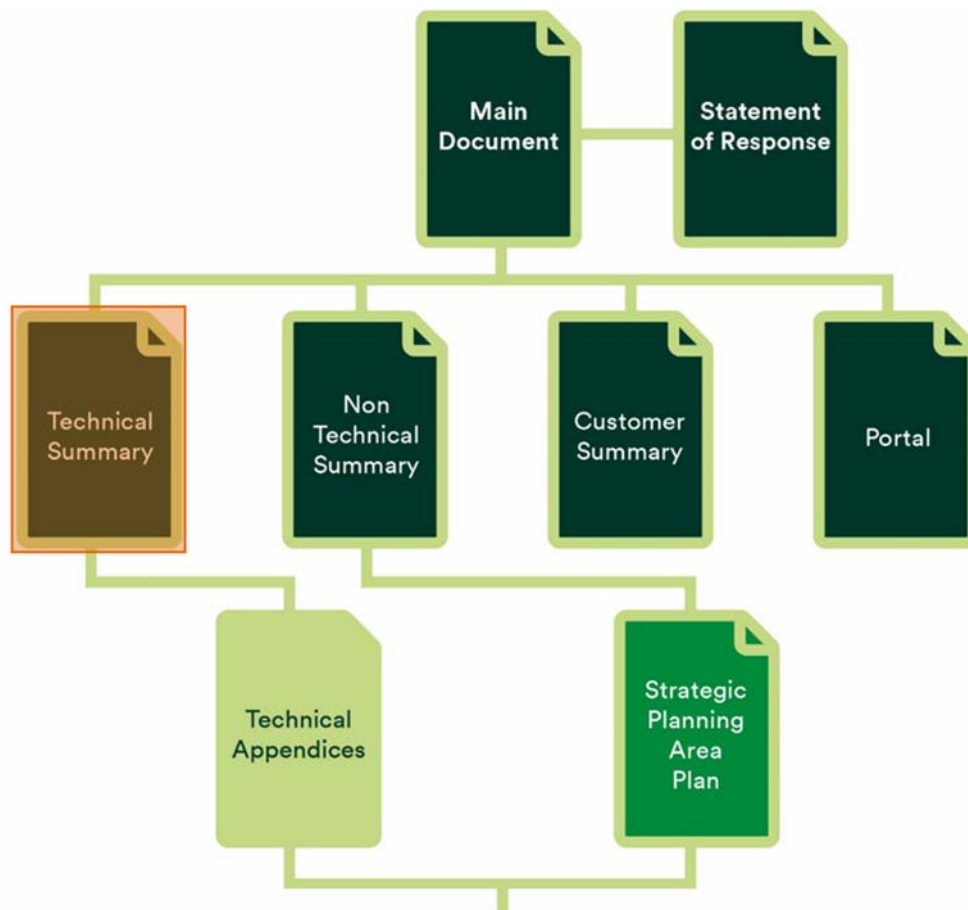 Main
Document
Statement
of Response
Technical
Summary
Non
Technical
Summary
Customer
Summary
Portal
Technical
Appendices
Strategic
Planning
Area
Plan